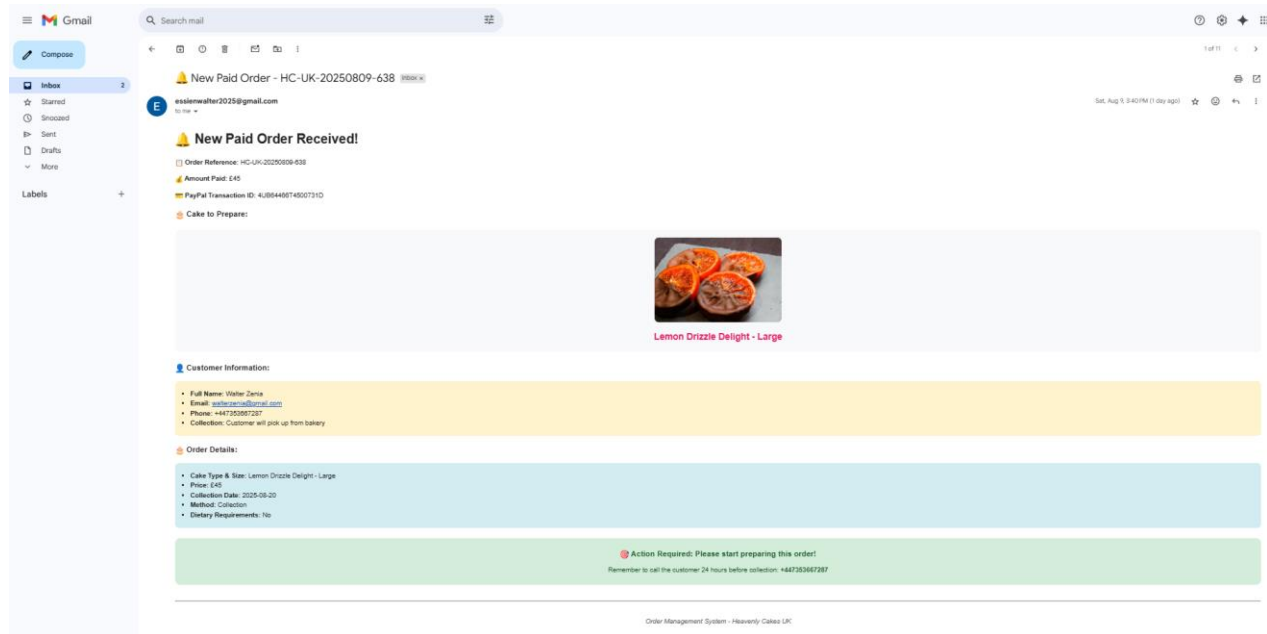 Gmail
Search mail
Compose
1 of 11
Inbox 2
Starred
Snoozed
Sent
Drafts
More
Labels
🔔 New Paid Order - HC-UK-20250809-638 Inbox x
E
essienwalter2025@gmail.com
Sat, Aug 9, 3:40 PM (1 day ago)
to me
🔔 New Paid Order Received!
📋 Order Reference: HC-UK-20250809-638
💰 Amount Paid: £45
💳 PayPal Transaction ID: 4UB64466T4500731D
🎂 Cake to Prepare:
Lemon Drizzle Delight - Large
👤 Customer Information:
• Full Name: Walter Zenia
• Email: walterzenia@gmail.com
• Phone: +447353667287
• Collection: Customer will pick up from bakery
🎂 Order Details:
• Cake Type & Size: Lemon Drizzle Delight - Large
• Price: £45
• Collection Date: 2025-08-20
• Method: Collection
• Dietary Requirements: No
🎯 Action Required: Please start preparing this order!
Remember to call the customer 24 hours before collection: +447353667287
Order Management System - Heavenly Cakes UK